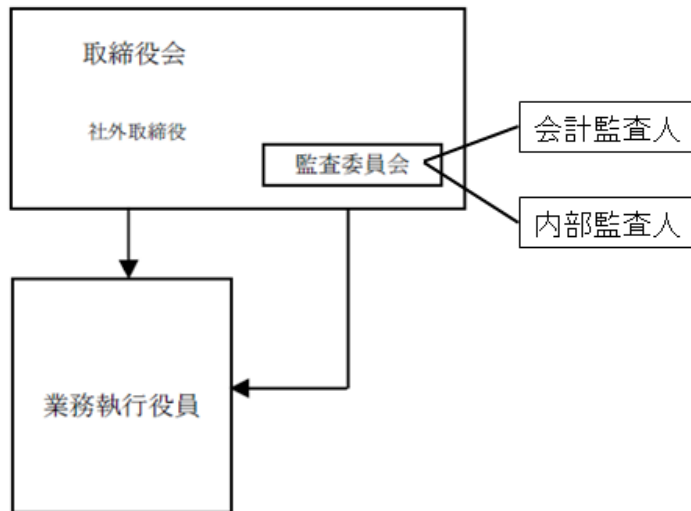 取締役会
社外取締役
監査委員会
会計監査人
内部監査人
業務執行役員